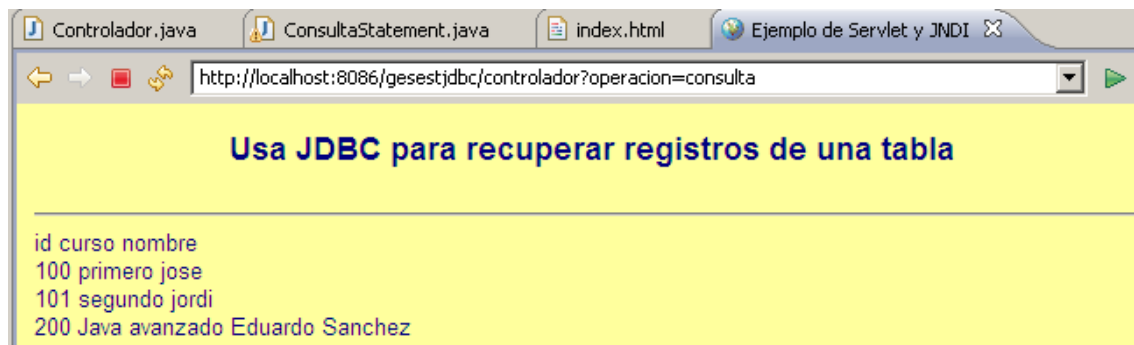 Controlador.java ConsultaStatement.java index.html Ejemplo de Servlet y JNDI
http://localhost:8086/gesestjdbc/controlador?operacion=consulta
Usa JDBC para recuperar registros de una tabla
id curso nombre
100 primero jose
101 segundo jordi
200 Java avanzado Eduardo Sanchez